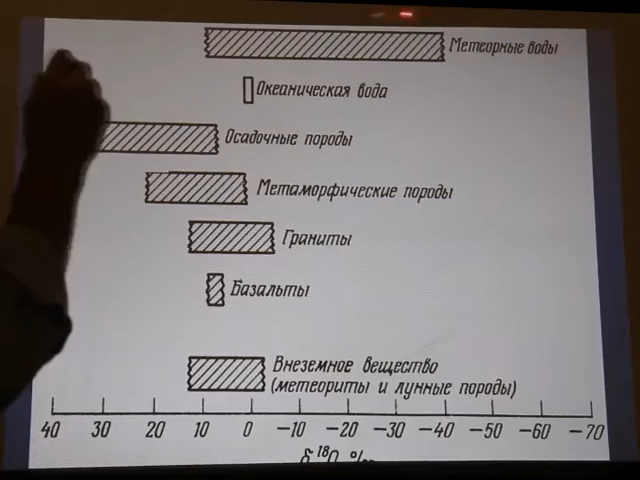 Метеорные воды
Океаническая вода
Осадочные породы
Метаморфические породы
Граниты
Базальты
Внеземное вещество
(метеориты и лунные породы)
40 30 20 10 0 −10 −20 −30 −40 −50 −60 −70
δ ¹⁸O ‰